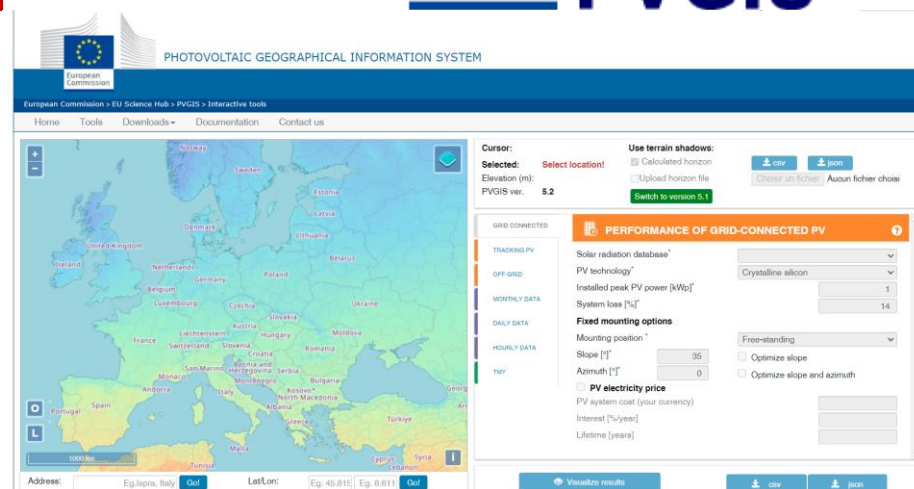 PVGIS
European
Commission
PHOTOVOLTAIC GEOGRAPHICAL INFORMATION SYSTEM
European Commission > EU Science Hub > PVGIS > Interactive tools
Home Tools Downloads Documentation Contact us
+
-
Norway
Sweden
Estonia
Latvia
Denmark
Lithuania
United Kingdom
Belarus
Ireland
Netherlands
Poland
Germany
Belgium
Luxembourg
Czechia
Ukraine
Slovakia
Austria
Liechtenstein
Hungary
Moldova
France
Switzerland
Slovenia
Romania
Croatia
San Marino
Bosnia and
Herzegovina
Serbia
Monaco
Montenegro
Bulgaria
Andorra
Italy
Kosovo*
Georg
North Macedonia
Portugal
Spain
Albania
Greece
Türkiye
O
L
Malta
Cyprus
Syria
1000 km
Tunisia
Lebanon
i
Address: Eg.Ispra, Italy Go! Lat/Lon: Eg. 45.815 Eg. 8.611 Go!
Cursor:
Selected: Select location!
Elevation (m):
PVGIS ver. 5.2
Use terrain shadows:
Calculated horizon
Upload horizon file
Switch to version 5.1
csv json
Choisir un fichier Aucun fichier choisi
GRID CONNECTED
TRACKING PV
OFF-GRID
MONTHLY DATA
DAILY DATA
HOURLY DATA
TMY
PERFORMANCE OF GRID-CONNECTED PV ?
Solar radiation database*
PV technology* Crystalline silicon
Installed peak PV power [kWp]* 1
System loss [%]* 14
Fixed mounting options
Mounting position * Free-standing
Slope [°]* 35 Optimize slope
Azimuth [°]* 0 Optimize slope and azimuth
PV electricity price
PV system cost (your currency)
Interest [%/year]
Lifetime [years]
Visualize results csv json